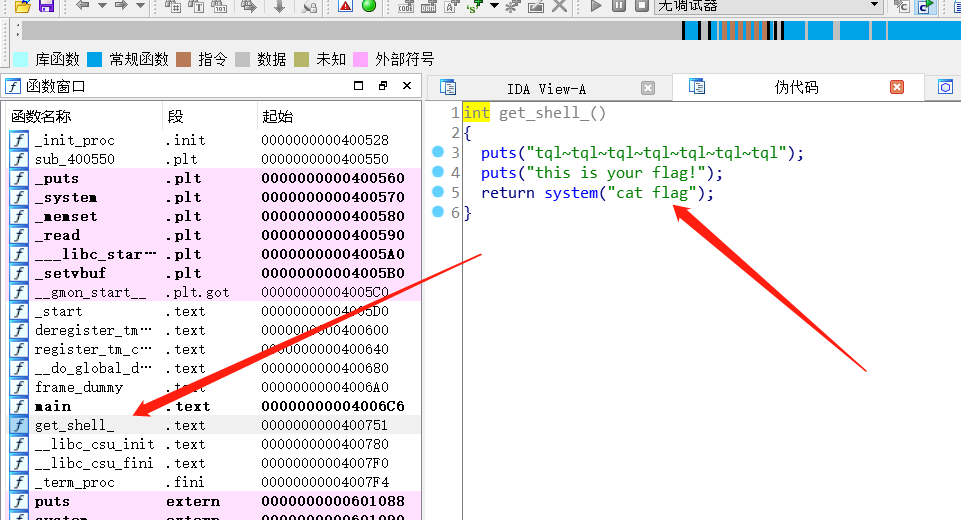 无调试器
库函数 常规函数 指令 数据 未知 外部符号
函数窗口
IDA View-A
伪代码
函数名称 段 起始
_init_proc .init 0000000000400528
sub_400550 .plt 0000000000400550
_puts .plt 0000000000400560
_system .plt 0000000000400570
_memset .plt 0000000000400580
_read .plt 0000000000400590
___libc_star… .plt 00000000004005A0
_setvbuf .plt 00000000004005B0
__gmon_start__ .plt.got 00000000004005C0
_start .text 00000000004005D0
deregister_tm… .text 0000000000400600
register_tm_c… .text 0000000000400640
__do_global_d… .text 0000000000400680
frame_dummy .text 00000000004006A0
main .text 00000000004006C6
get_shell_ .text 0000000000400751
__libc_csu_init .text 0000000000400780
__libc_csu_fini .text 00000000004007F0
_term_proc .fini 00000000004007F4
puts extern 0000000000601088
system extern 0000000000601090
1 int get_shell_()
2 {
3 puts("tql~tql~tql~tql~tql~tql~tql");
4 puts("this is your flag!");
5 return system("cat flag");
6 }